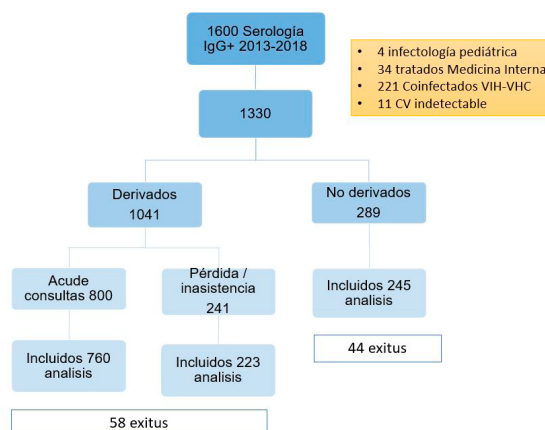 1600 Serología
IgG+ 2013-2018
• 4 infectología pediátrica
• 34 tratados Medicina Interna
• 221 Coinfectados VIH-VHC
• 11 CV indetectable
1330
Derivados
1041
No derivados
289
Acude
consultas 800
Pérdida /
inasistencia
241
Incluidos 245
analisis
Incluidos 760
analisis
Incluidos 223
analisis
44 exitus
58 exitus